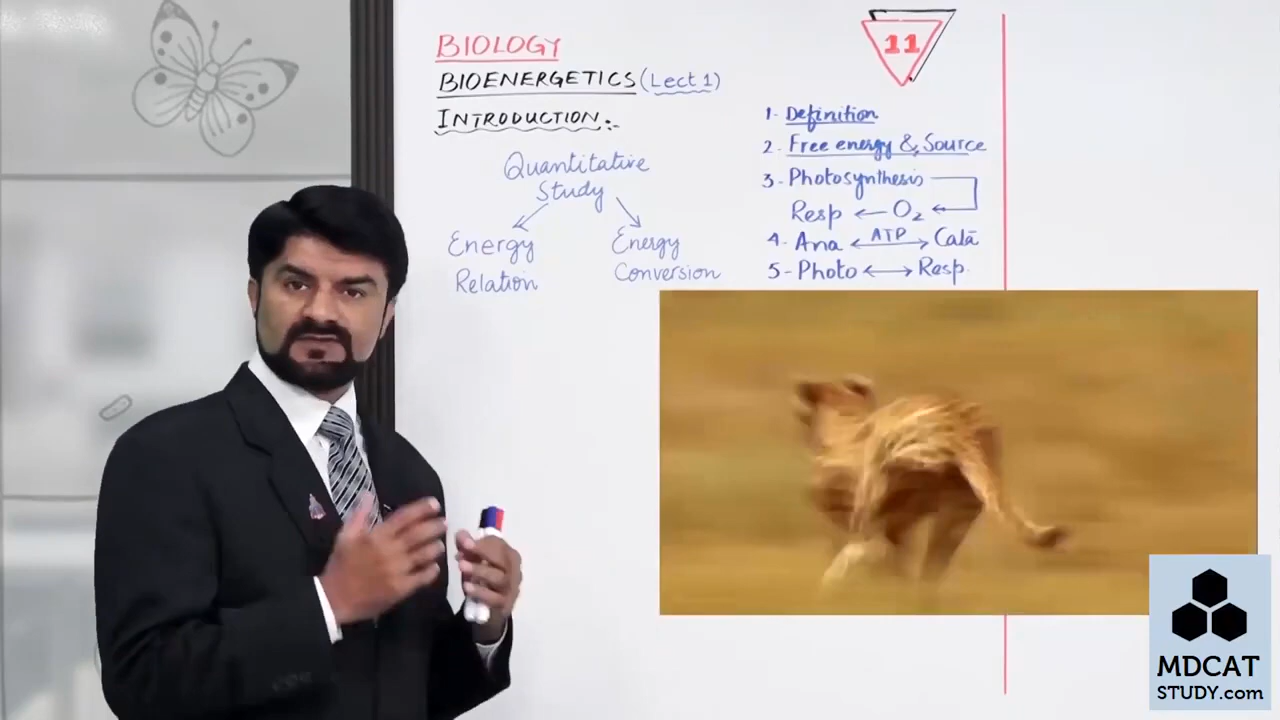 BIOLOGY
BIOENERGETICS (Lect 1)
INTRODUCTION:-
Quantitative
Study
Energy
Relation
Energy
Conversion
11
1- Definition
2. Free energy & Source
3- Photosynthesis
Resp ← O₂ ←
4- Ana ←ATP→ Cata
5- Photo ↔ Resp.
MDCAT
STUDY.com